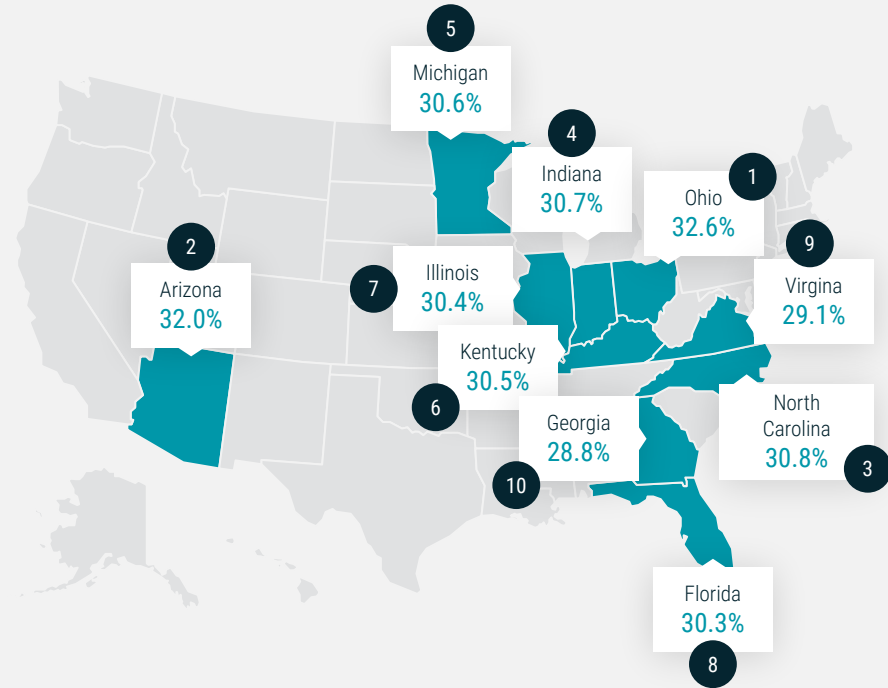 5
Michigan
30.6%
4
Indiana
30.7%
1
Ohio
32.6%
2
Arizona
32.0%
9
Virgina
29.1%
7
Illinois
30.4%
Kentucky
30.5%
6
Georgia
28.8%
10
North
Carolina
30.8%
3
Florida
30.3%
8